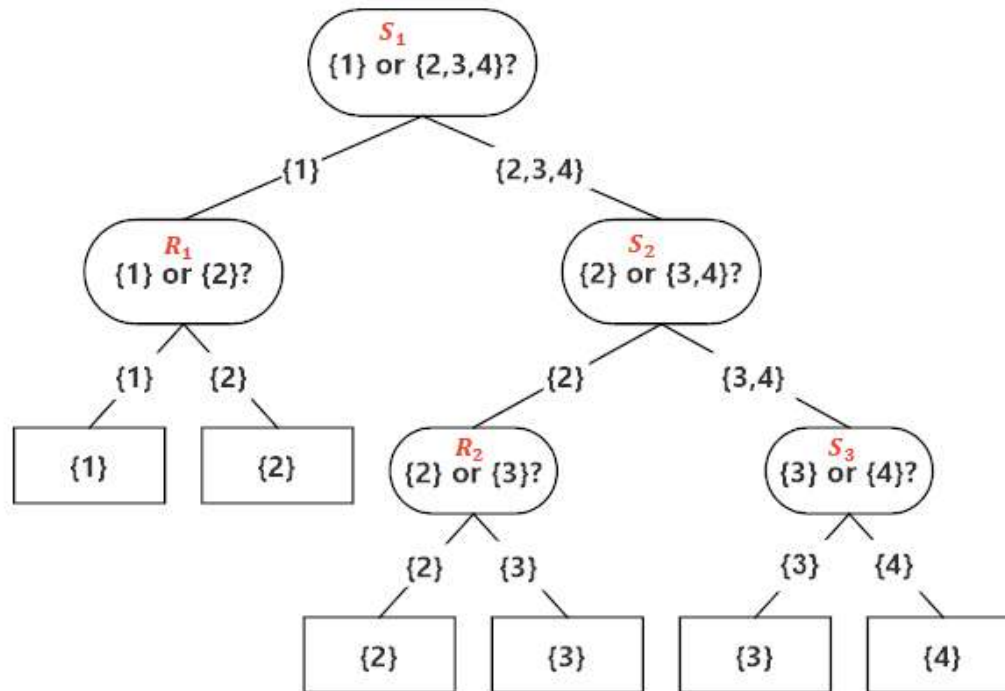 S₁
{1} or {2,3,4}?
{1}
{2,3,4}
R₁
{1} or {2}?
S₂
{2} or {3,4}?
{1}
{2}
{2}
{3,4}
{1}
{2}
R₂
{2} or {3}?
S₃
{3} or {4}?
{2}
{3}
{3}
{4}
{2}
{3}
{3}
{4}